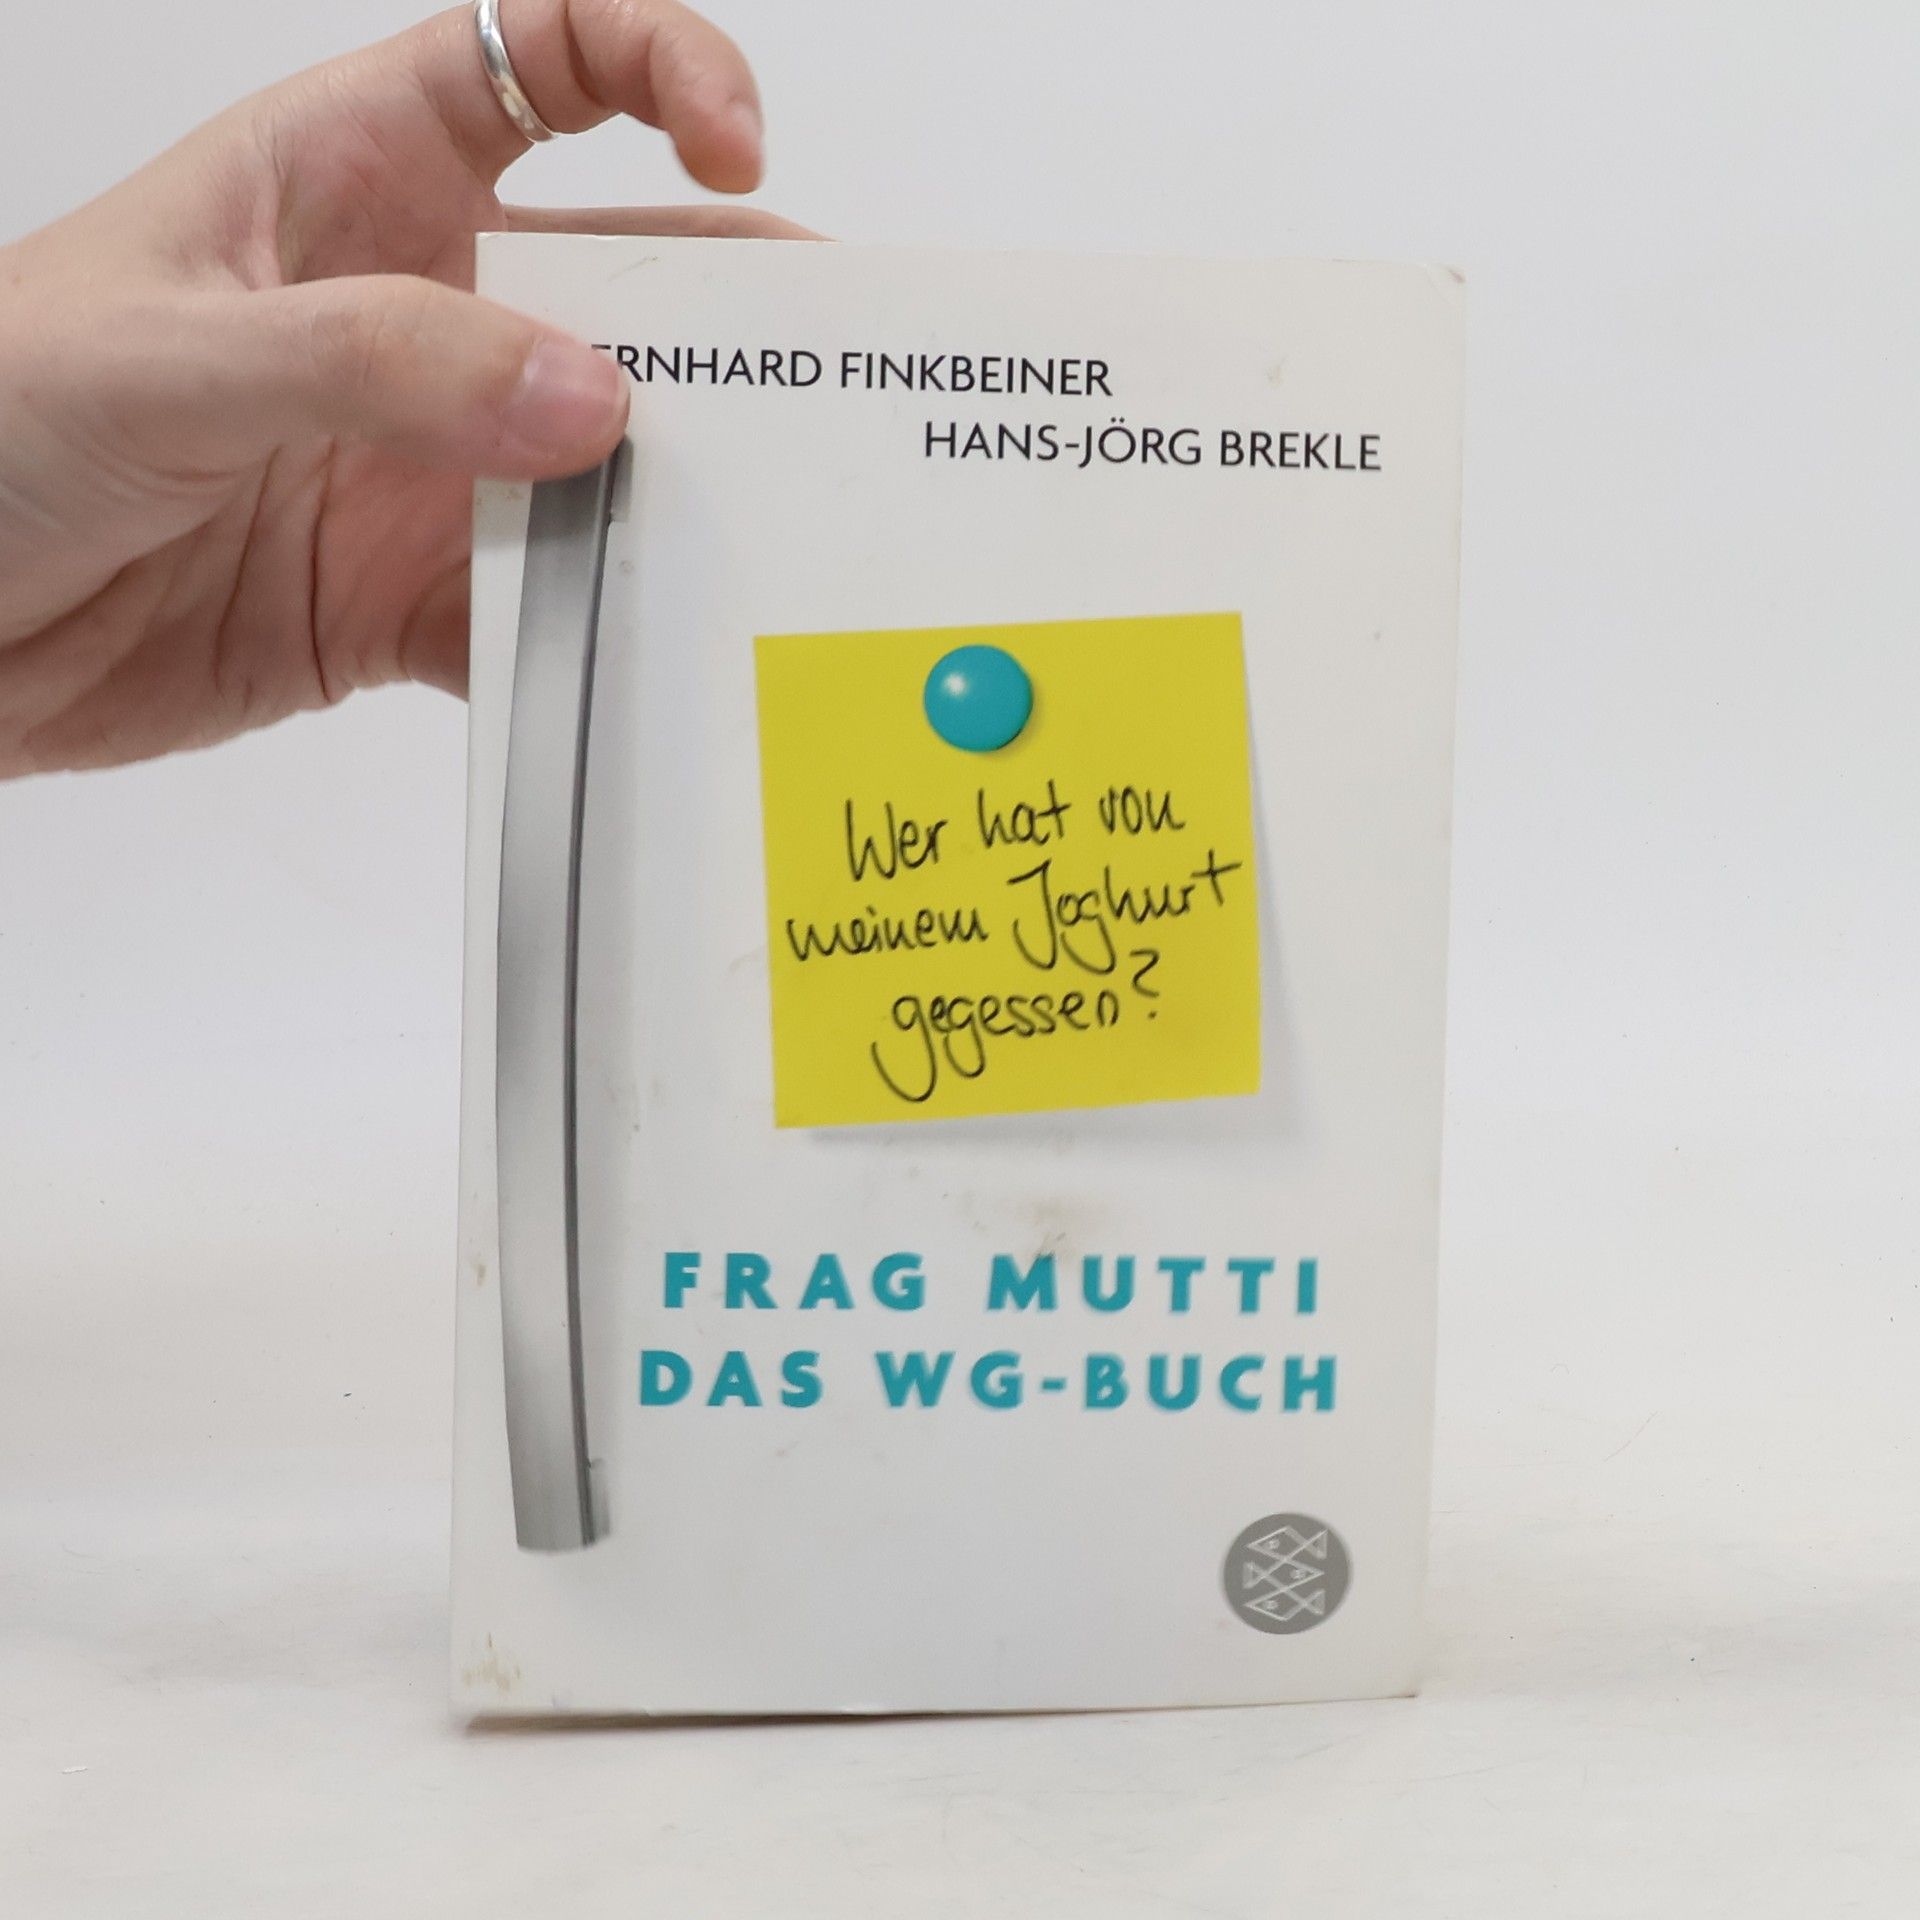 ERNHARD FINKBEINER
HANS-JÖRG BREKLE
Wer hat von
meinem Joghurt
gegessen?
FRAG MUTTI
DAS WG-BUCH